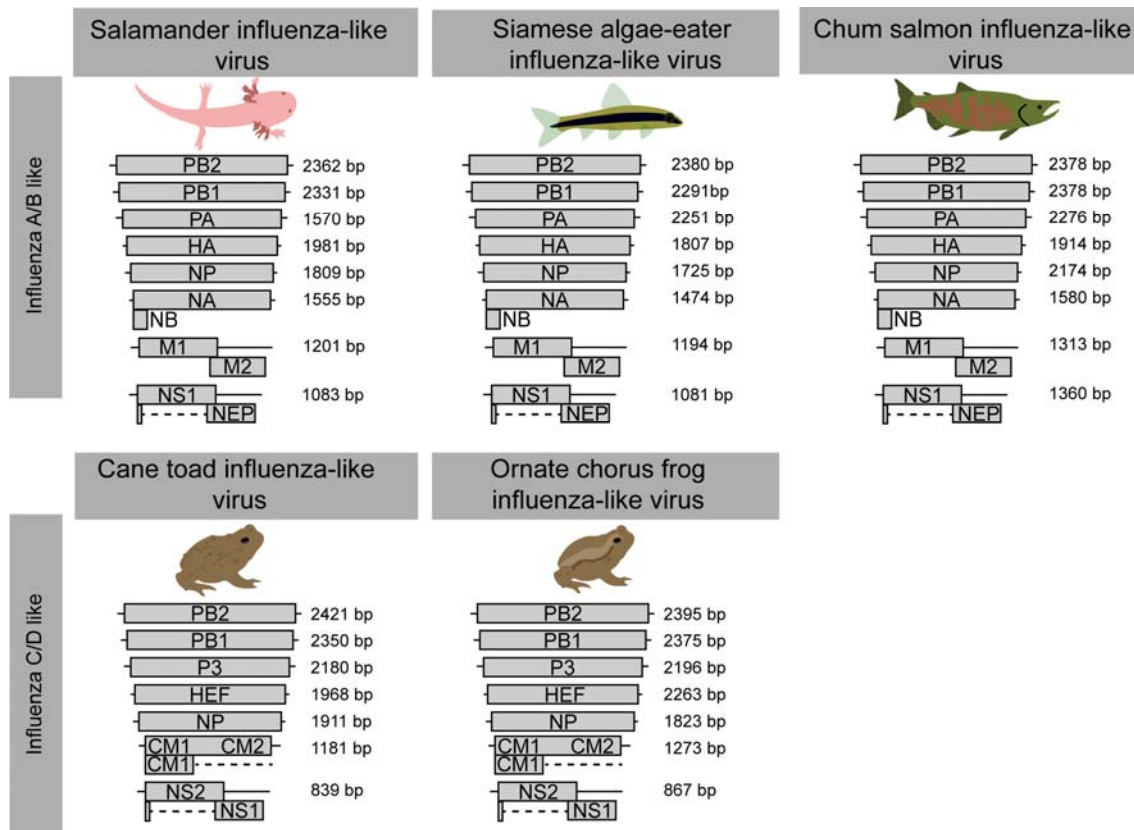 Influenza A/B like
Salamander influenza-like
virus
PB2 2362 bp
PB1 2331 bp
PA 1570 bp
HA 1981 bp
NP 1809 bp
NA 1555 bp
NB
M1 1201 bp
M2
NS1 1083 bp
NEP
Siamese algae-eater
influenza-like virus
PB2 2380 bp
PB1 2291bp
PA 2251 bp
HA 1807 bp
NP 1725 bp
NA 1474 bp
NB
M1 1194 bp
M2
NS1 1081 bp
NEP
Chum salmon influenza-like
virus
PB2 2378 bp
PB1 2378 bp
PA 2276 bp
HA 1914 bp
NP 2174 bp
NA 1580 bp
NB
M1 1313 bp
M2
NS1 1360 bp
NEP
Influenza C/D like
Cane toad influenza-like
virus
PB2 2421 bp
PB1 2350 bp
P3 2180 bp
HEF 1968 bp
NP 1911 bp
CM1 CM2 1181 bp
CM1
NS2 839 bp
NS1
Ornate chorus frog
influenza-like virus
PB2 2395 bp
PB1 2375 bp
P3 2196 bp
HEF 2263 bp
NP 1823 bp
CM1 CM2 1273 bp
CM1
NS2 867 bp
NS1